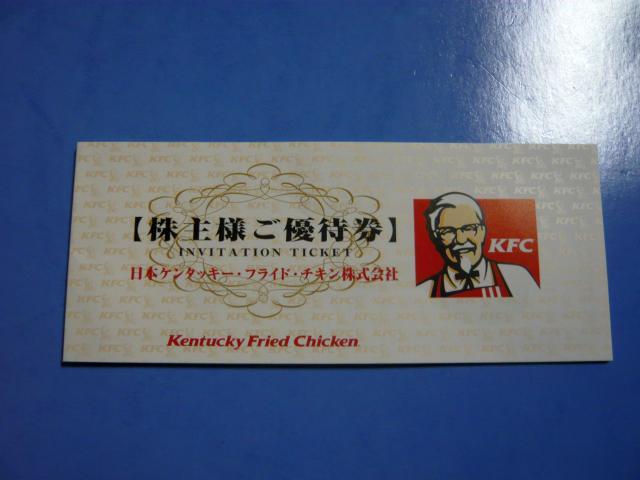 【株主様ご優待券】
INVITATION TICKET
日本ケンタッキー・フライド・チキン株式会社
KFC
Kentucky Fried Chicken